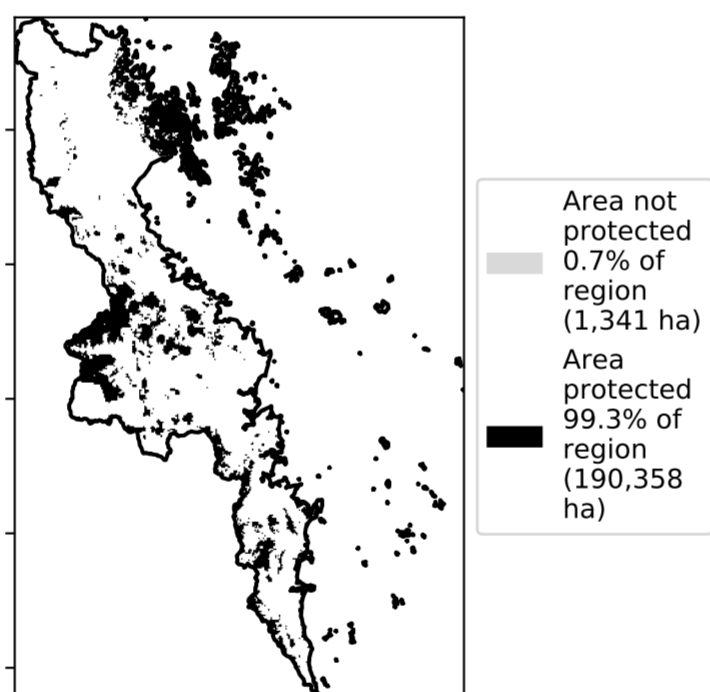 Area not
protected
0.7% of
region
(1,341 ha)
Area
protected
99.3% of
region
(190,358
ha)